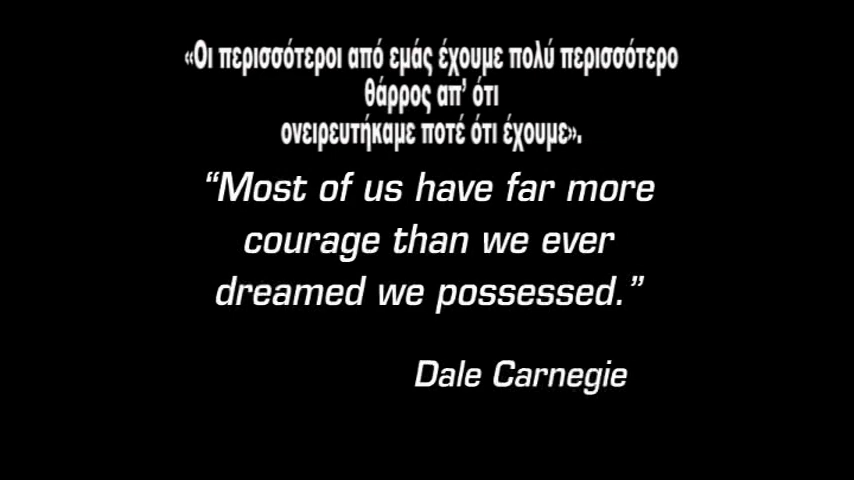 «Οι περισσότεροι από εμάς έχουμε πολύ περισσότερο
θάρρος απ' ότι
ονειρευτήκαμε ποτέ ότι έχουμε».
“Most of us have far more
courage than we ever
dreamed we possessed.”
Dale Carnegie